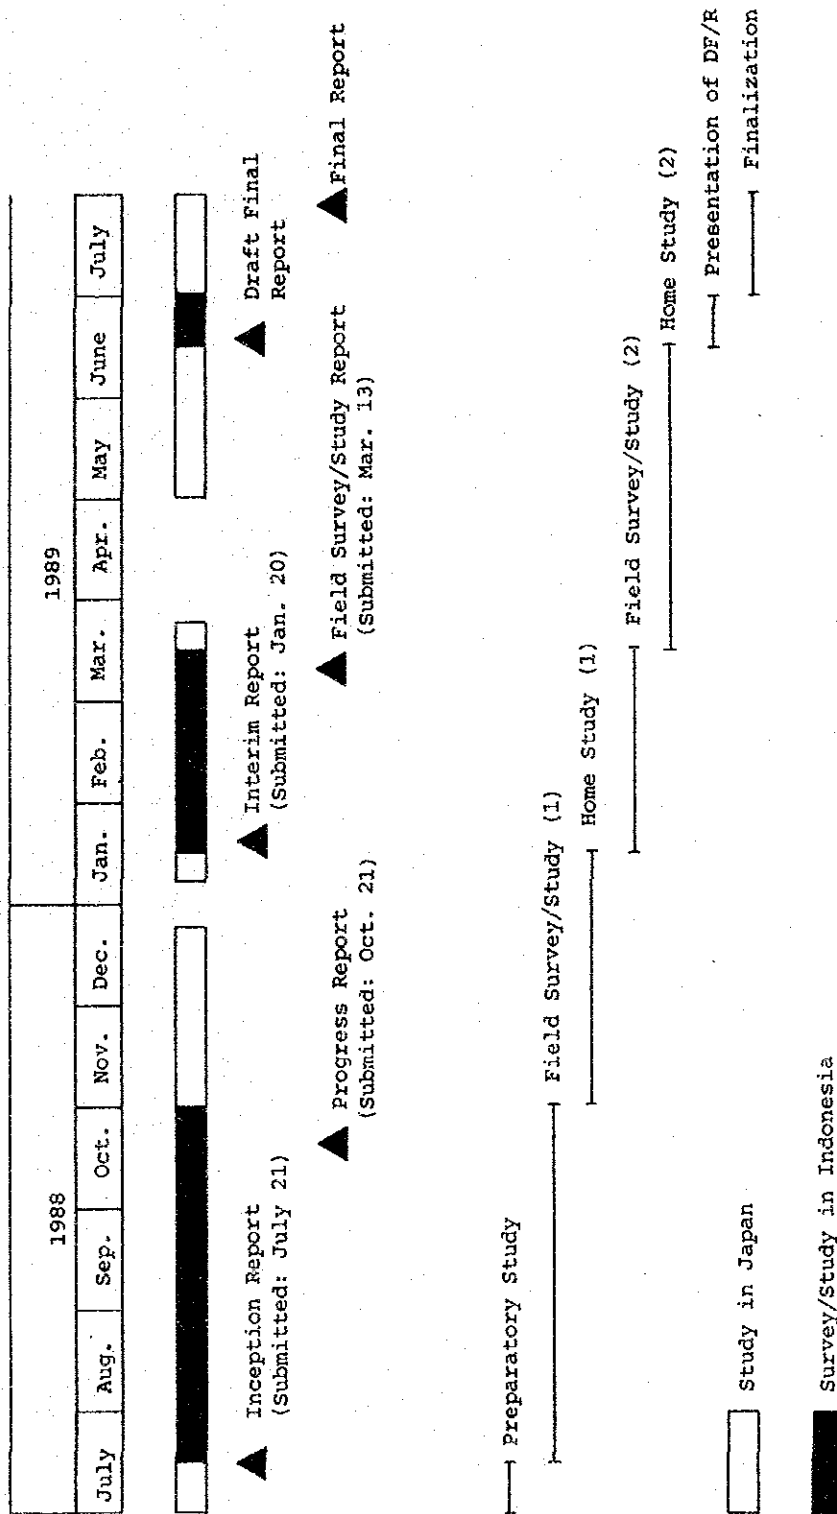 1988
1989
July
Aug.
Sep.
Oct.
Nov.
Dec.
Jan.
Feb.
Mar.
Apr.
May
June
July
Inception Report
(Submitted: July 21)
Interim Report
(Submitted: Jan. 20)
Draft Final
Report
Progress Report
(Submitted: Oct. 21)
Field Survey/Study Report
(Submitted: Mar. 13)
Final Report
Preparatory Study
Field Survey/Study (1)
Home Study (1)
Field Survey/Study (2)
Home Study (2)
Presentation of DF/R
Finalization
Study in Japan
Survey/Study in Indonesia